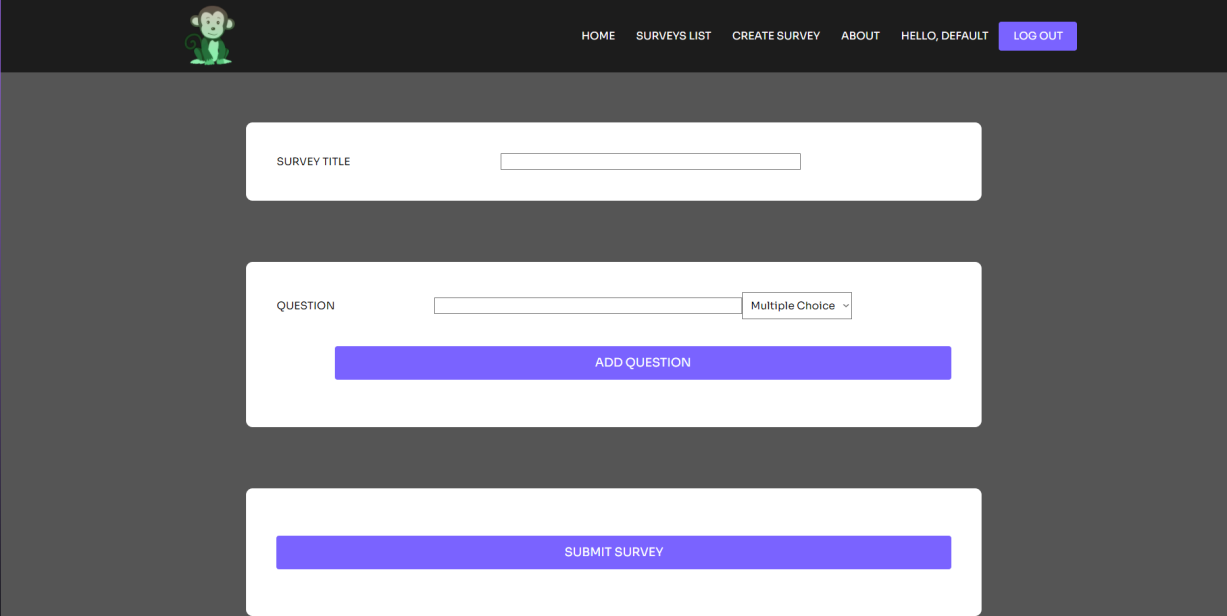 HOME SURVEYS LIST CREATE SURVEY ABOUT HELLO, DEFAULT LOG OUT
SURVEY TITLE
QUESTION Multiple Choice
ADD QUESTION
SUBMIT SURVEY